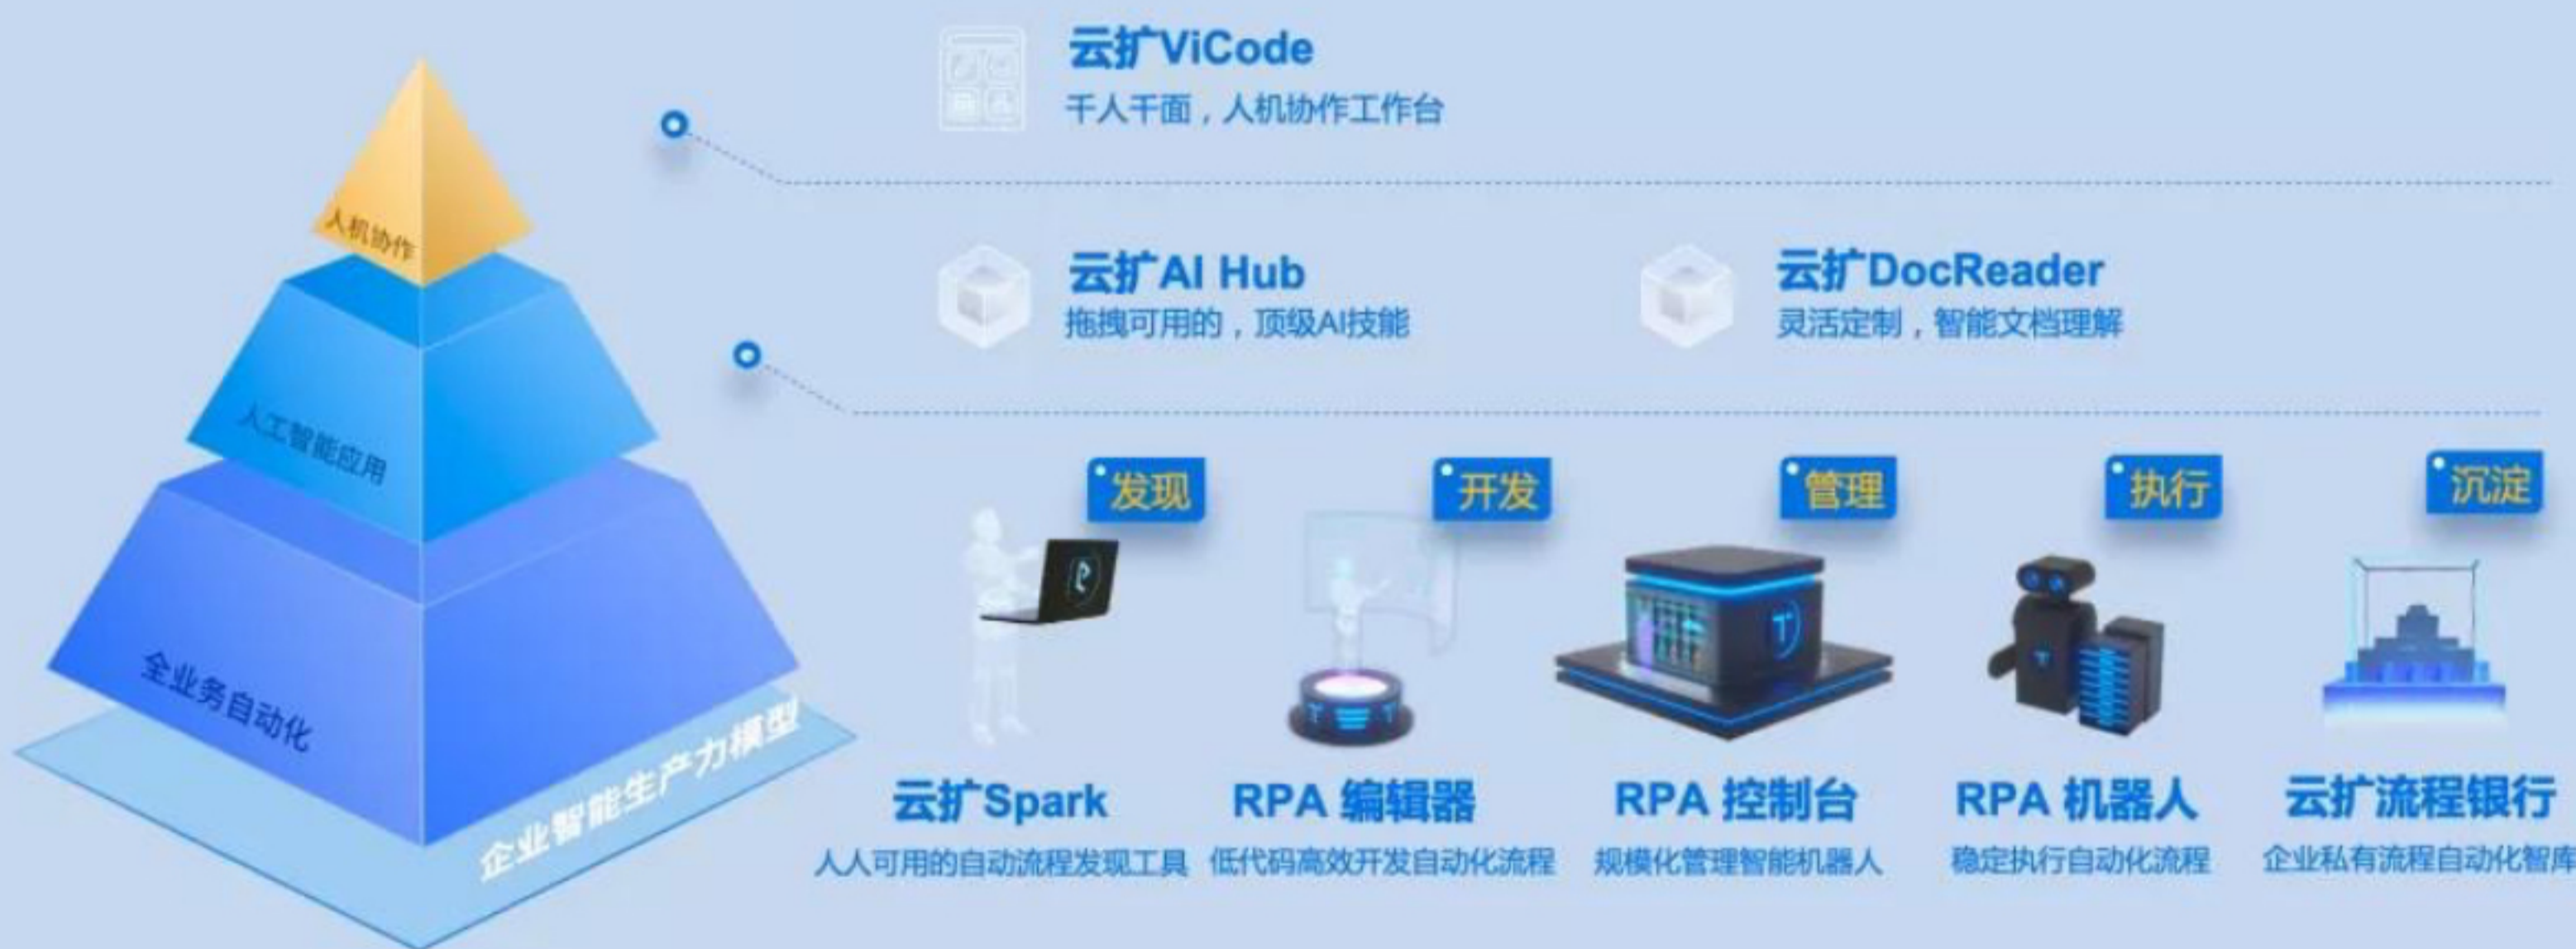 云扩ViCode
千人千面，人机协作工作台
人机协作
云扩AI Hub
拖拽可用的，顶级AI技能
云扩DocReader
灵活定制，智能文档理解
人工智能应用
全业务自动化
企业智能生产力模型
发现
开发
管理
执行
沉淀
云扩Spark
人人可用的自动流程发现工具
RPA 编辑器
低代码高效开发自动化流程
RPA 控制台
规模化管理智能机器人
RPA 机器人
稳定执行自动化流程
云扩流程银行
企业私有流程自动化智库